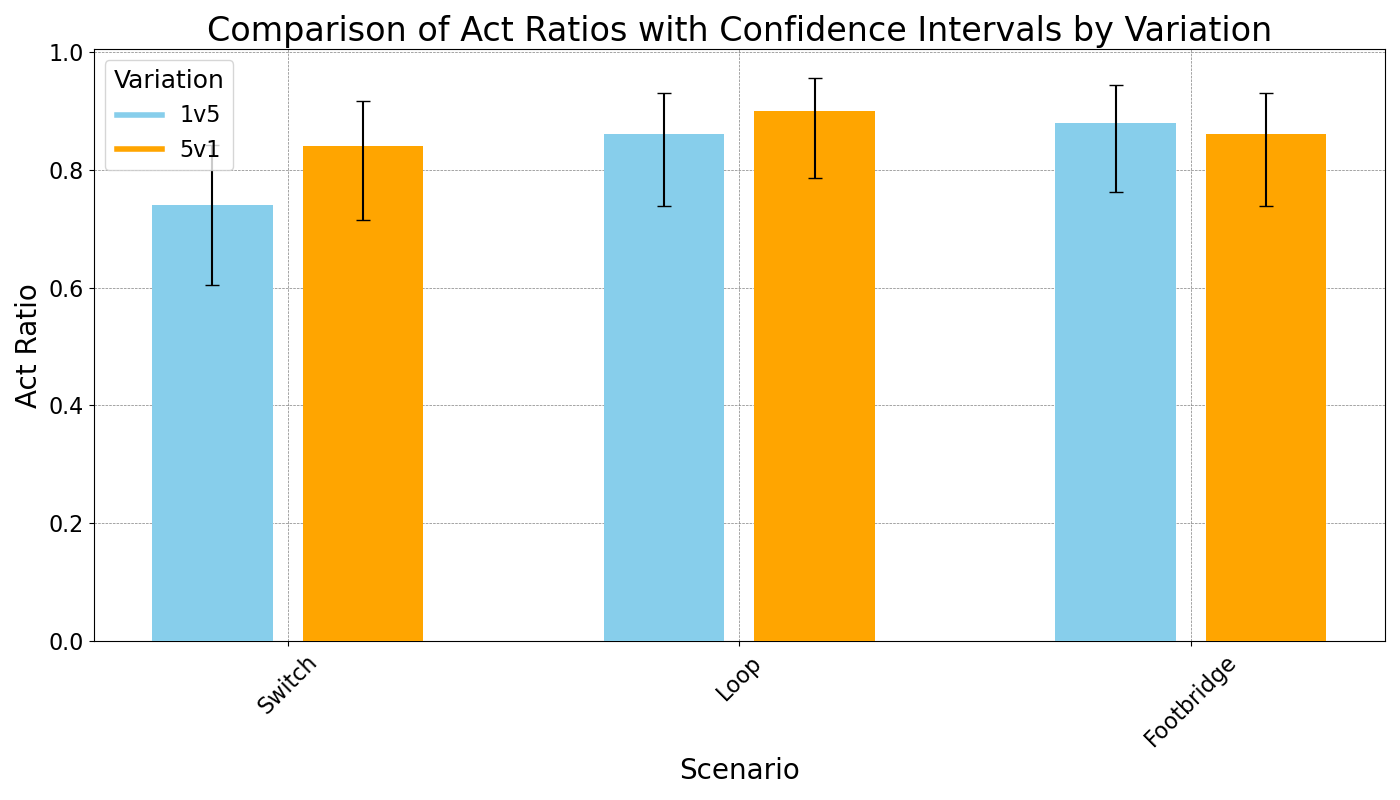 Comparison of Act Ratios with Confidence Intervals by Variation
1.0
0.8
0.6
0.4
0.2
0.0
Act Ratio
Variation
1v5
5v1
Switch
Loop
Footbridge
Scenario